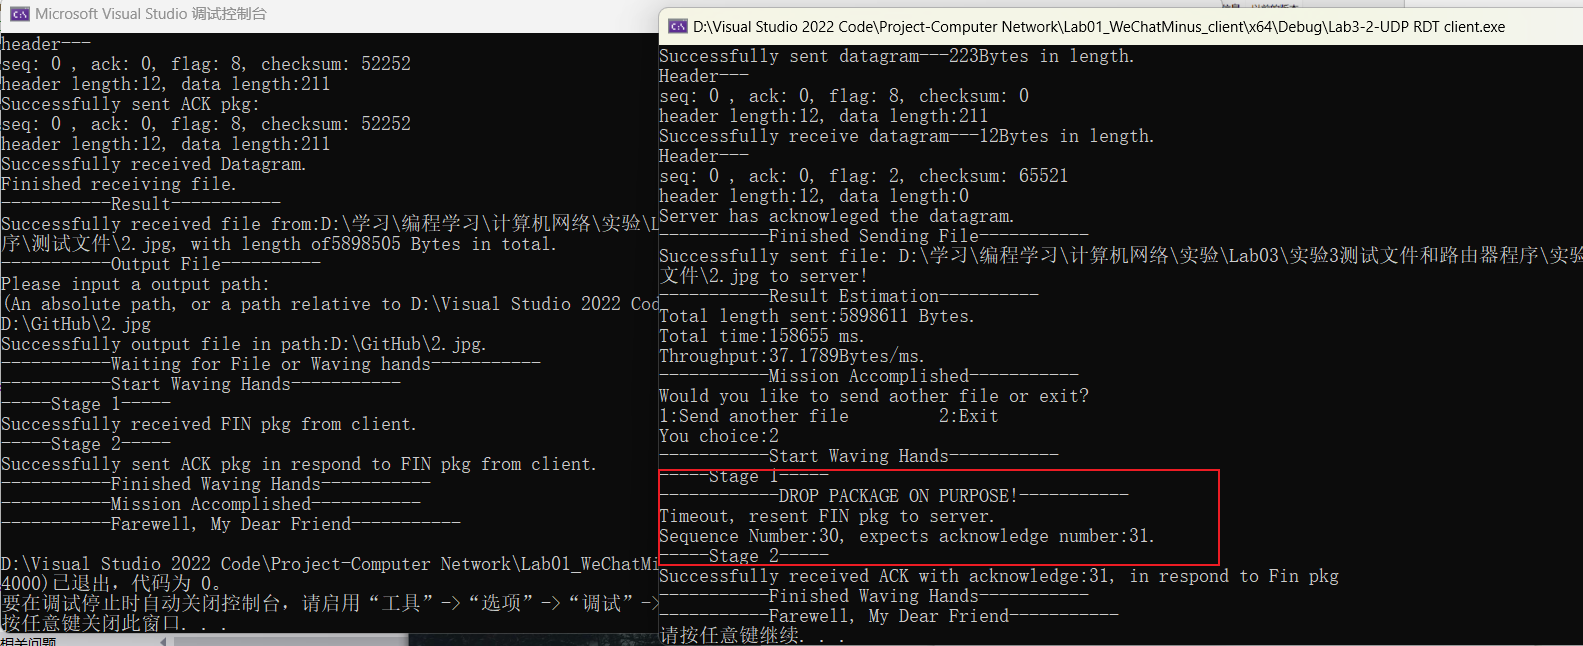 Microsoft Visual Studio 调试控制台
header---
seq: 0 , ack: 0, flag: 8, checksum: 52252
header length:12, data length:211
Successfully sent ACK pkg:
seq: 0 , ack: 0, flag: 8, checksum: 52252
header length:12, data length:211
Successfully received Datagram.
Finished receiving file.
-----------Result-----------
Successfully received file from:D:\学习\编程学习\计算机网络\实验\L
序\测试文件\2.jpg, with length of5898505 Bytes in total.
-----------Output File----------
Please input a output path:
(An absolute path, or a path relative to D:\Visual Studio 2022 Cod
D:\GitHub\2.jpg
Successfully output file in path:D:\GitHub\2.jpg.
-----------Waiting for File or Waving hands-----------
-----------Start Waving Hands-----------
-----Stage 1-----
Successfully received FIN pkg from client.
-----Stage 2-----
Successfully sent ACK pkg in respond to FIN pkg from client.
-----------Finished Waving Hands-----------
-----------Mission Accomplished-----------
-----------Farewell, My Dear Friend-----------
D:\Visual Studio 2022 Code\Project-Computer Network\Lab01_WeChatMi
4000)已退出，代码为 0。
要在调试停止时自动关闭控制台，请启用“工具”->“选项”->“调试”->
按任意键关闭此窗口. . .
相关问题
D:\Visual Studio 2022 Code\Project-Computer Network\Lab01_WeChatMinus_client\x64\Debug\Lab3-2-UDP RDT client.exe
Successfully sent datagram---223Bytes in length.
Header---
seq: 0 , ack: 0, flag: 8, checksum: 0
header length:12, data length:211
Successfully receive datagram---12Bytes in length.
Header---
seq: 0 , ack: 0, flag: 2, checksum: 65521
header length:12, data length:0
Server has acknowleged the datagram.
-----------Finished Sending File-----------
Successfully sent file: D:\学习\编程学习\计算机网络\实验\Lab03\实验3测试文件和路由器程序\实验
文件\2.jpg to server!
-----------Result Estimation----------
Total length sent:5898611 Bytes.
Total time:158655 ms.
Throughput:37.1789Bytes/ms.
-----------Mission Accomplished-----------
Would you like to send aother file or exit?
1:Send another file         2:Exit
You choice:2
-----------Start Waving Hands-----------
-----Stage 1-----
------------DROP PACKAGE ON PURPOSE!-----------
Timeout, resent FIN pkg to server.
Sequence Number:30, expects acknowledge number:31.
-----Stage 2-----
Successfully received ACK with acknowledge:31, in respond to Fin pkg
-----------Finished Waving Hands-----------
-----------Farewell, My Dear Friend-----------
请按任意键继续. . .